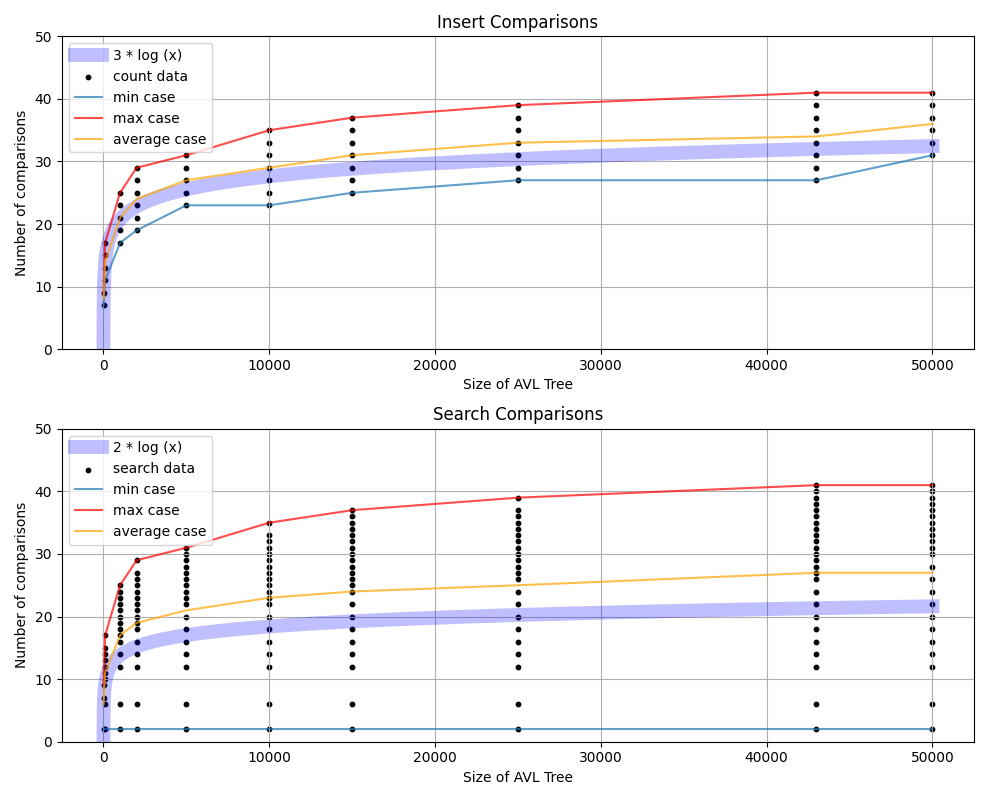 Insert Comparisons
50
40
30
20
10
0
Number of comparisons
3 * log (x)
count data
min case
max case
average case
0 10000 20000 30000 40000 50000
Size of AVL Tree
Search Comparisons
50
40
30
20
10
0
Number of comparisons
2 * log (x)
search data
min case
max case
average case
0 10000 20000 30000 40000 50000
Size of AVL Tree